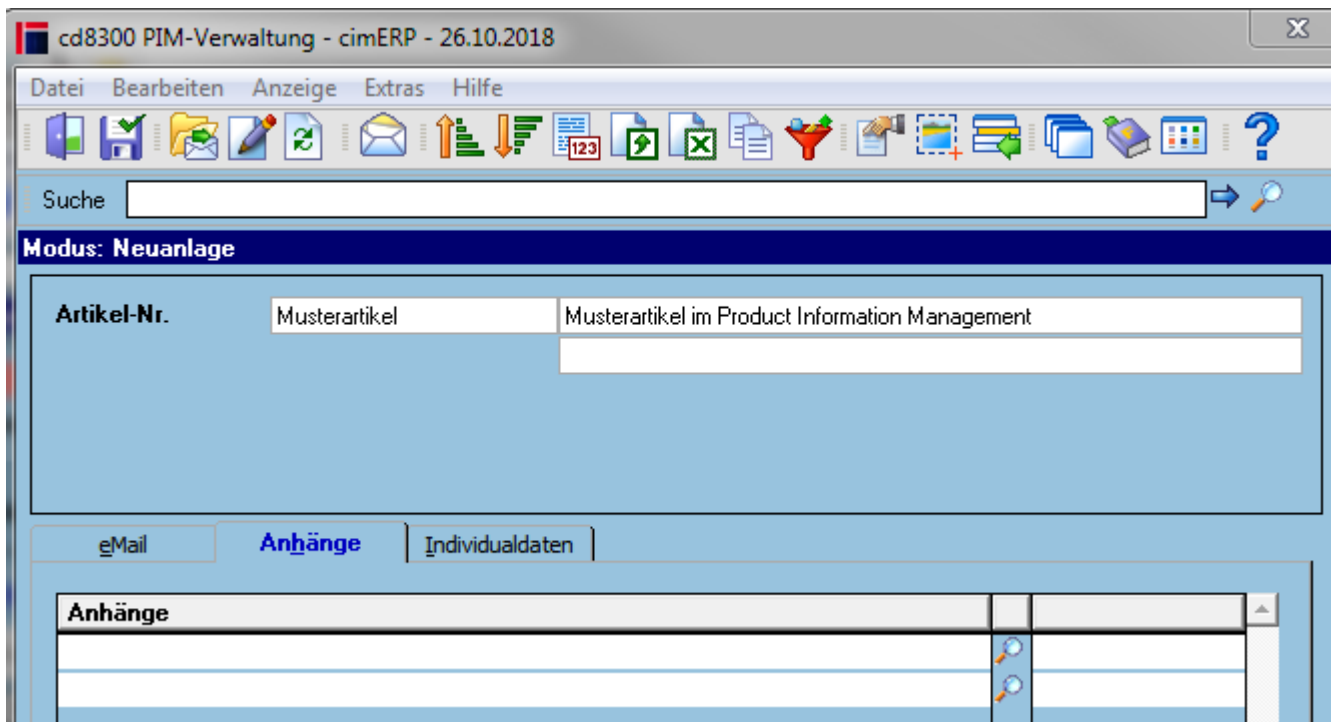 cd8300 PIM-Verwaltung - cimERP - 26.10.2018
Datei Bearbeiten Anzeige Extras Hilfe
123
Suche
Modus: Neuanlage
Artikel-Nr. Musterartikel Musterartikel im Product Information Management
eMail Anhänge Individualdaten
Anhänge